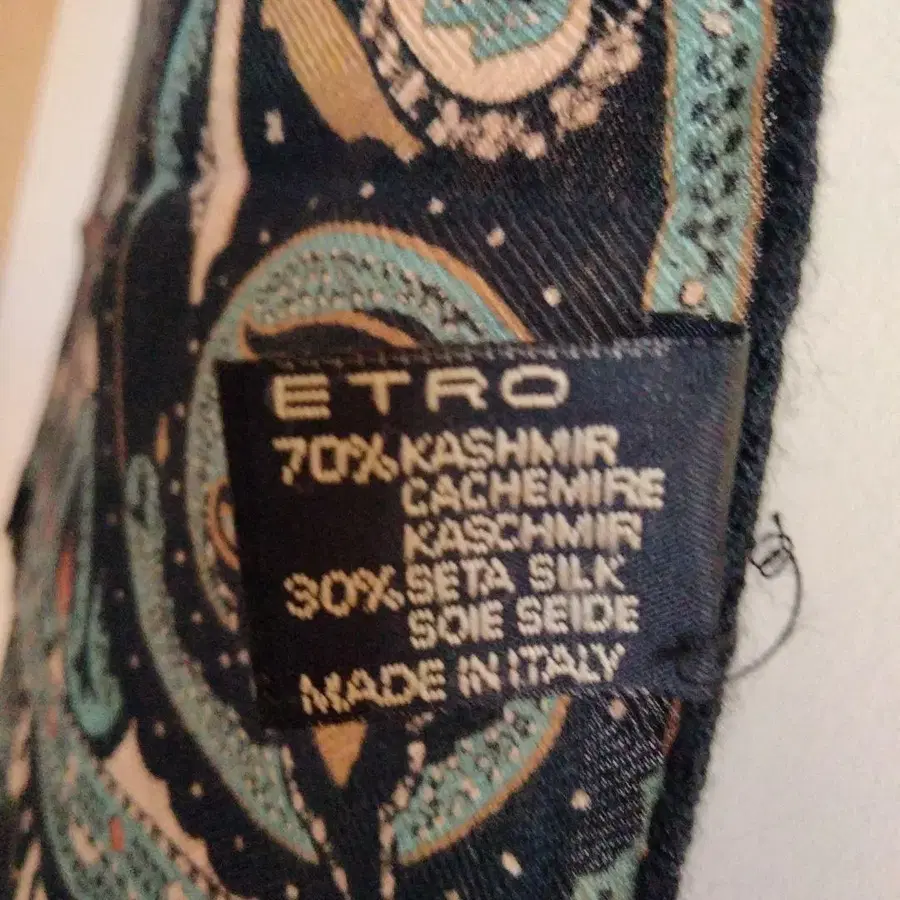 ETRO
70% KASHMIR
CACHEMIRE
KASCHMIR
30% SETA SILK
SOIE SEIDE
MADE IN ITALY